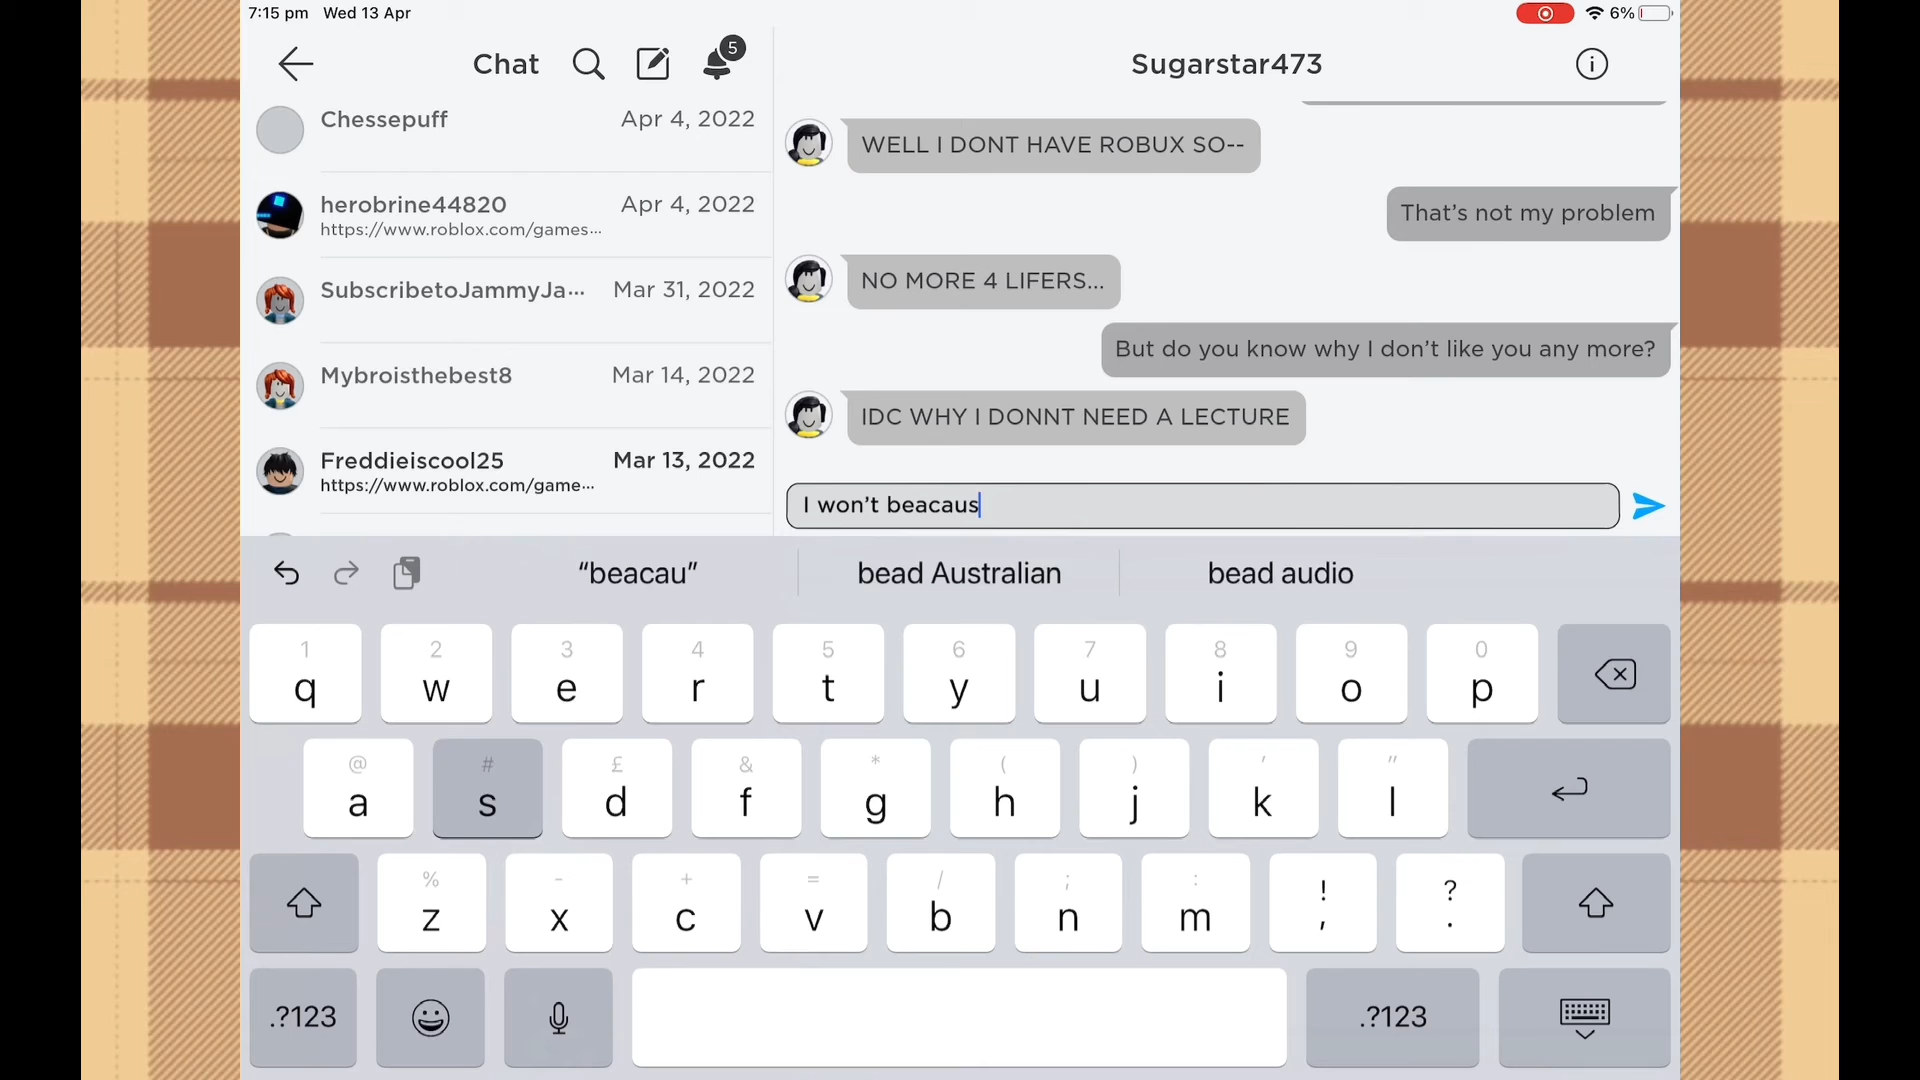 7:15 pm Wed 13 Apr
6%
Chat
5
Sugarstar473
Chessepuff Apr 4, 2022
herobrine44820 Apr 4, 2022
https://www.roblox.com/games...
SubscribetoJammyJa... Mar 31, 2022
Mybroisthebest8 Mar 14, 2022
Freddieiscool25 Mar 13, 2022
https://www.roblox.com/game...
WELL I DONT HAVE ROBUX SO--
That’s not my problem
NO MORE 4 LIFERS...
But do you know why I don’t like you any more?
IDC WHY I DONNT NEED A LECTURE
I won’t beacaus
“beacau” bead Australian bead audio
1 2 3 4 5 6 7 8 9 0
q w e r t y u i o p
@ # £ & * ( ) ' "
a s d f g h j k l
% - + = / ; : ! ?
z x c v b n m , .
.?123 .?123